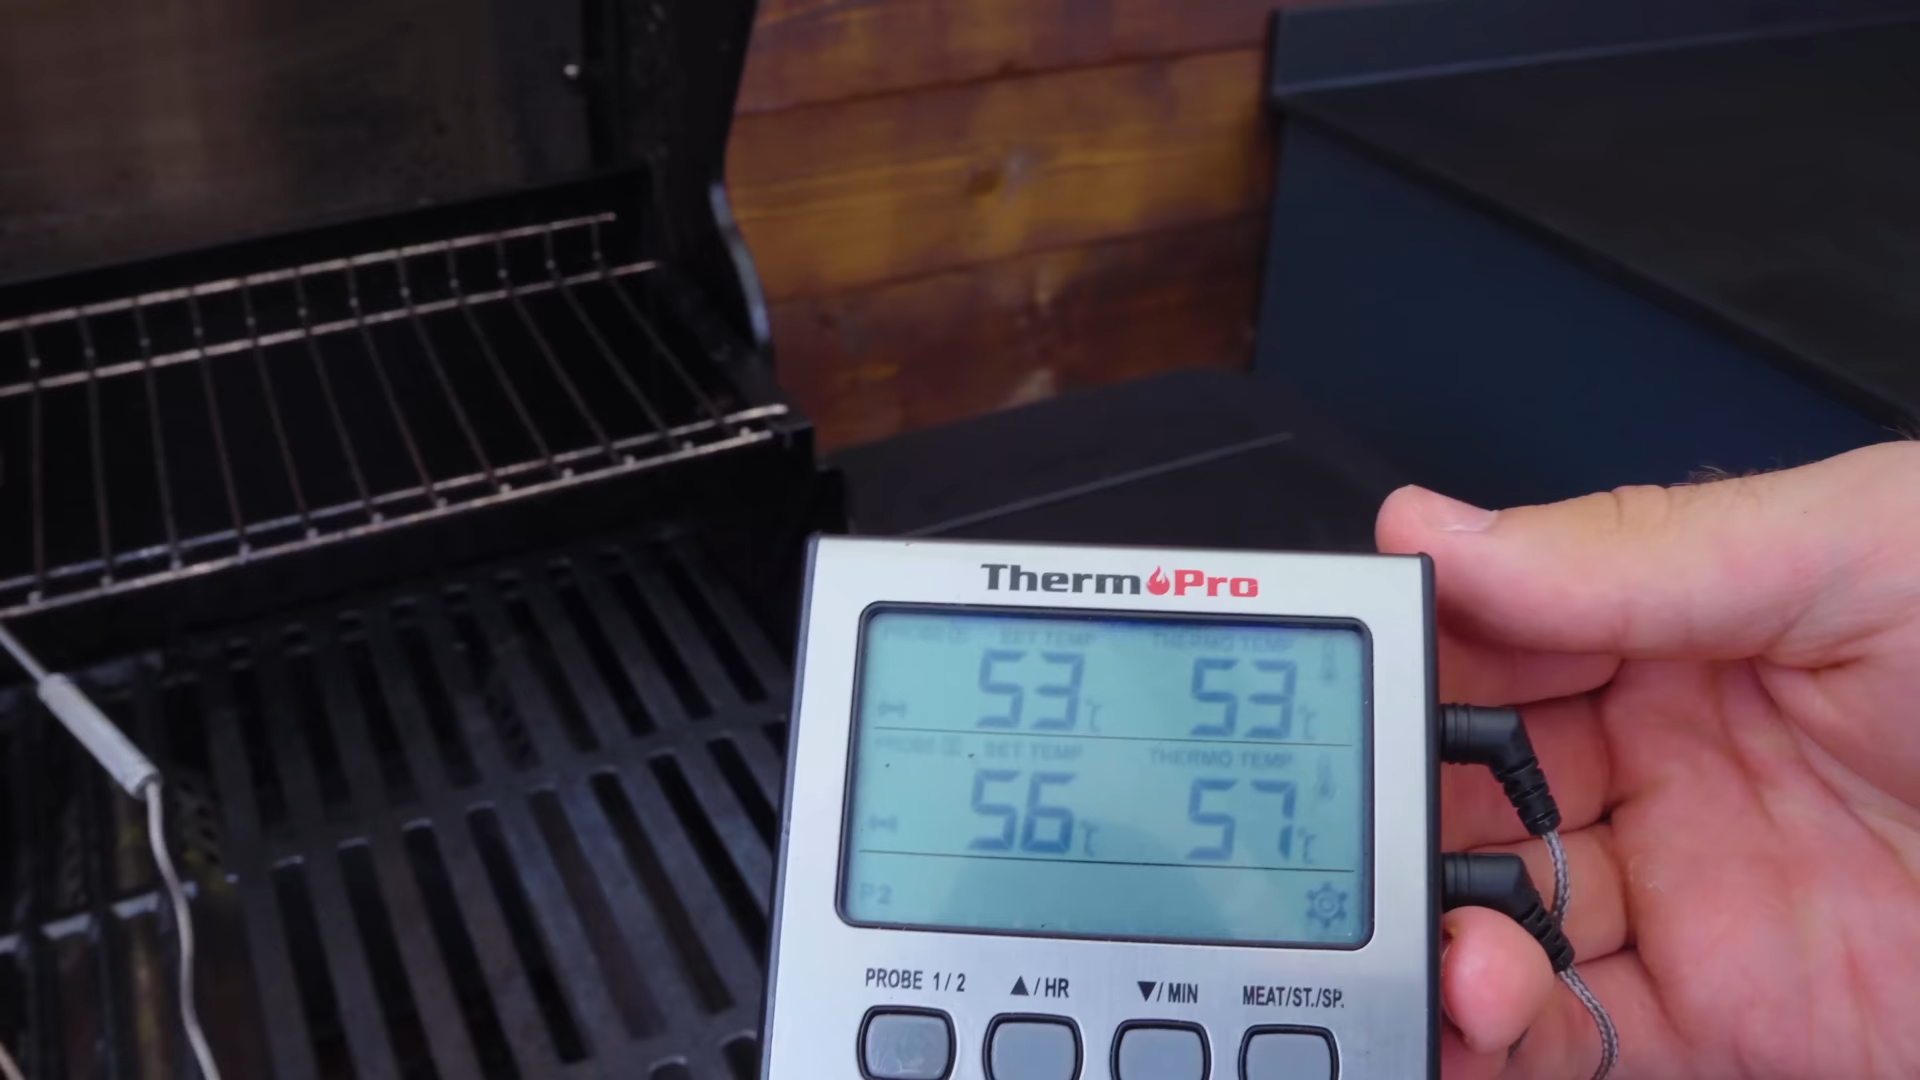 ThermoPro
PROBE 1 SET TEMP THERMO TEMP
53°C 53°C
PROBE 2 SET TEMP THERMO TEMP
56°C 57°C
P2
PROBE 1/2 ▲/HR ▼/MIN MEAT/ST./SP.